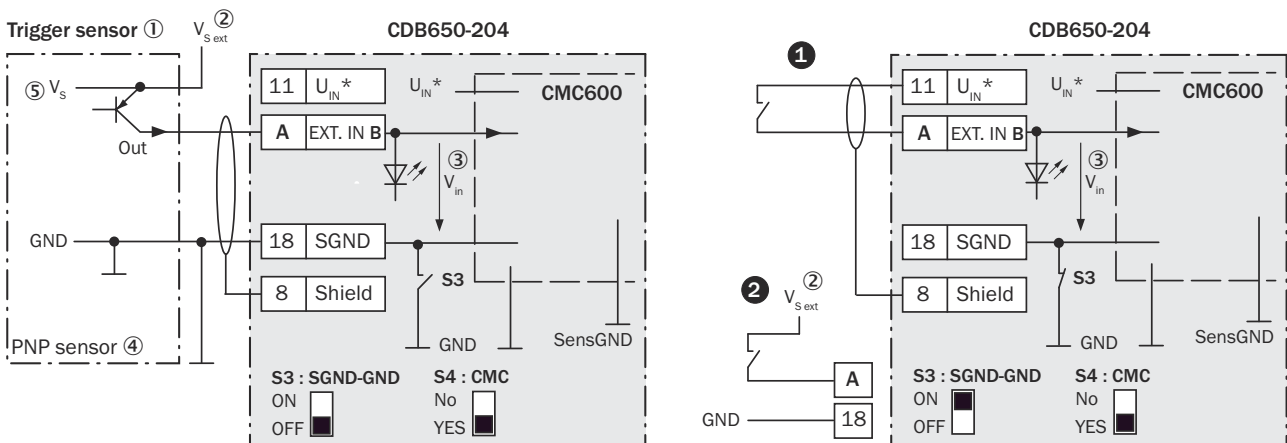 Trigger sensor ①
V S ext ②
CDB650-204
⑤ V S
Out
GND
PNP sensor ④
11 U IN *
A EXT. IN B
18 SGND
8 Shield
U IN *
CMC600
③
V in
S3
GND
SensGND
S3 : SGND-GND
ON
OFF
S4 : CMC
No
YES
CDB650-204
❶
11 U IN *
A EXT. IN B
18 SGND
8 Shield
U IN *
CMC600
③
V in
S3
GND
SensGND
❷ V S ext ②
A
GND 18
S3 : SGND-GND
ON
OFF
S4 : CMC
No
YES